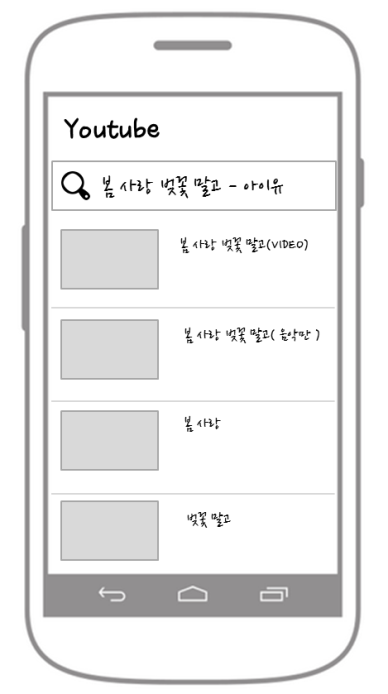 Youtube
봄 사랑 벚꽃 말고 - 아이유
봄 사랑 벚꽃 말고(VIDEO)
봄 사랑 벚꽃 말고( 음악만 )
봄 사랑
벚꽃 말고